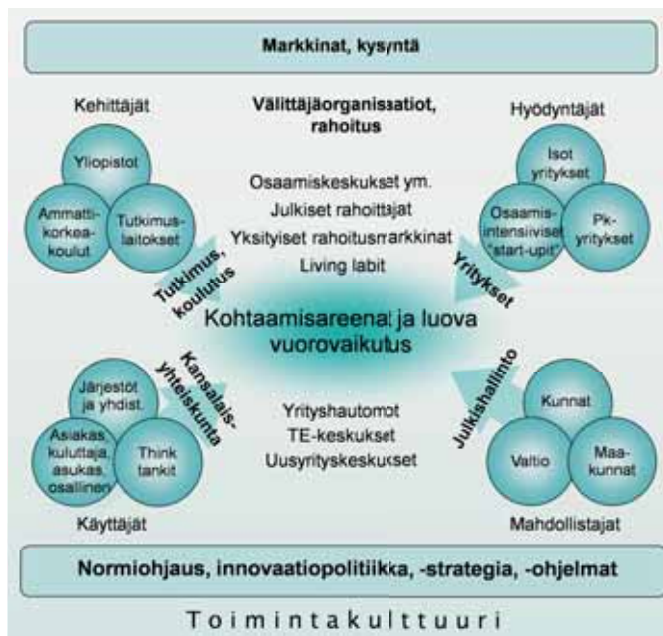 Markkinat, kysyntä
Kehittäjät
Välittäjäorganisaatiot,
rahoitus
Hyödyntäjät
Yliopistot
Ammatti-
korkea-
koulut
Tutkimus-
laitokset
Osaamiskeskukset ym.
Julkiset rahoittajat
Yksityiset rahoitusmarkkinat
Living labit
Isot
yritykset
Osaamis-
intensiiviset
"start-upit"
Pk-
yritykset
Tutkimus,
koulutus
Yritykset
Kohtaamisareenat ja luova
vuorovaikutus
Kansalais-
yhteiskunta
Julkishallinto
Järjestöt
ja yhdist.
Asiakas,
kuluttaja,
asukas,
osallinen
Think
tankit
Yrityshautomot
TE-keskukset
Uusyrityskeskukset
Kunnat
Valtio
Maa-
kunnat
Käyttäjät
Mahdollistajat
Normiohjaus, innovaatiopolitiikka, -strategia, -ohjelmat
Toimintakulttuuri